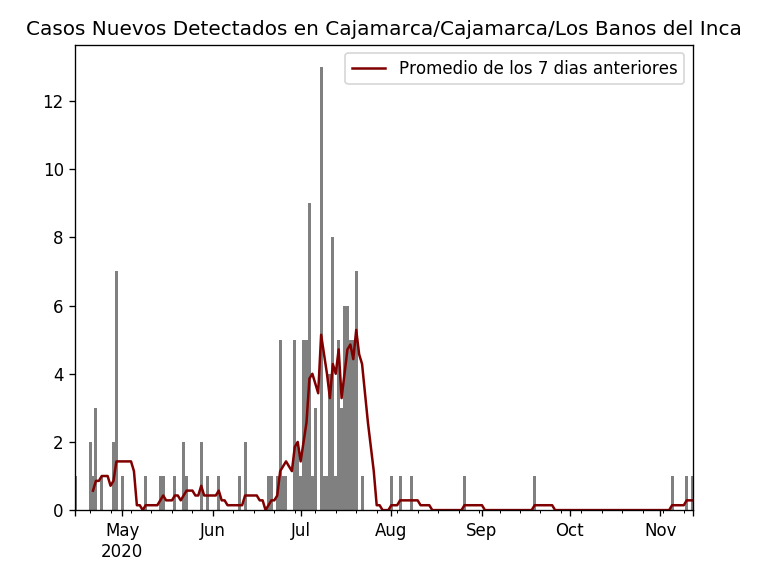 Casos Nuevos Detectados en Cajamarca/Cajamarca/Los Banos del Inca
Promedio de los 7 dias anteriores
12
10
8
6
4
2
0
May Jun Jul Aug Sep Oct Nov
2020